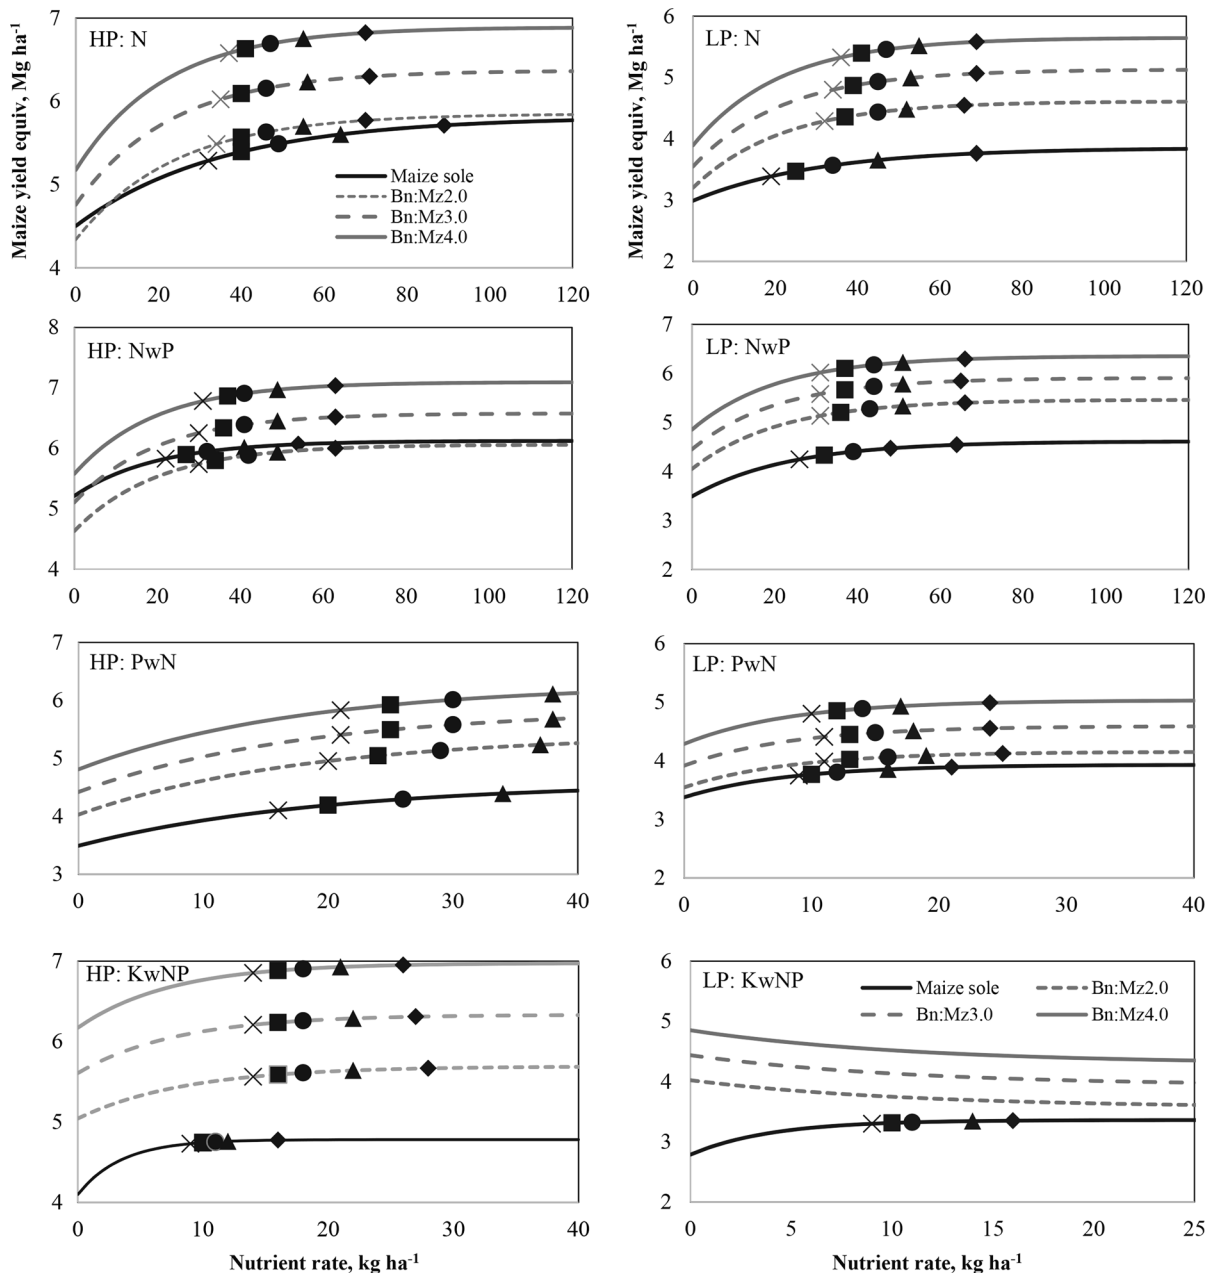 Maize yield equiv, Mg ha-1
HP: N
7
6
5
4
0 20 40 60 80 100 120
Maize sole
Bn:Mz2.0
Bn:Mz3.0
Bn:Mz4.0
Maize yield equiv, Mg ha-1
LP: N
6
5
4
3
2
0 20 40 60 80 100 120
HP: NwP
8
7
6
5
4
0 20 40 60 80 100 120
LP: NwP
7
6
5
4
3
2
0 20 40 60 80 100 120
HP: PwN
7
6
5
4
3
0 10 20 30 40
LP: PwN
6
5
4
3
2
0 10 20 30 40
HP: KwNP
7
6
5
4
0 10 20 30 40
Nutrient rate, kg ha-1
LP: KwNP
Maize sole Bn:Mz2.0
Bn:Mz3.0 Bn:Mz4.0
6
5
4
3
2
0 5 10 15 20 25
Nutrient rate, kg ha-1